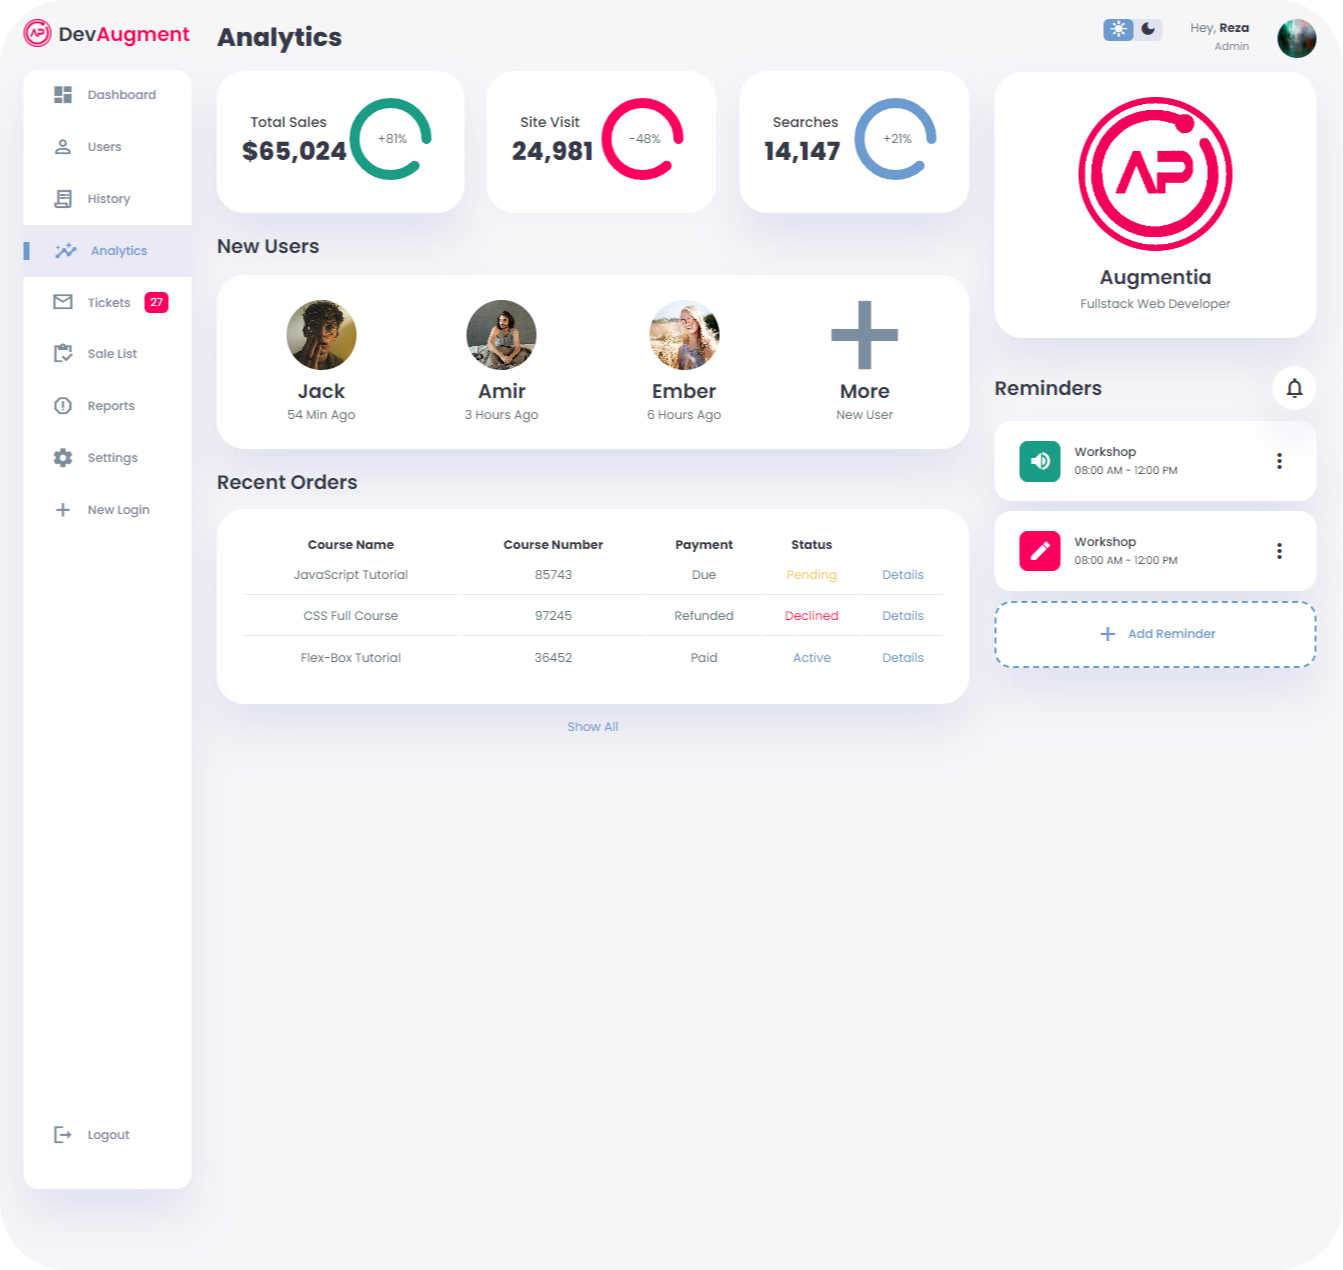 DevAugment
Analytics
Hey, Reza
Admin
Dashboard
Users
History
Analytics
Tickets 27
Sale List
Reports
Settings
New Login
Logout
Total Sales
$65,024
+81%
Site Visit
24,981
-48%
Searches
14,147
+21%
New Users
Jack
54 Min Ago
Amir
3 Hours Ago
Ember
6 Hours Ago
More
New User
Recent Orders
Course Name Course Number Payment Status
JavaScript Tutorial 85743 Due Pending Details
CSS Full Course 97245 Refunded Declined Details
Flex-Box Tutorial 36452 Paid Active Details
Show All
AP
Augmentia
Fullstack Web Developer
Reminders
Workshop
08:00 AM - 12:00 PM
Workshop
08:00 AM - 12:00 PM
Add Reminder